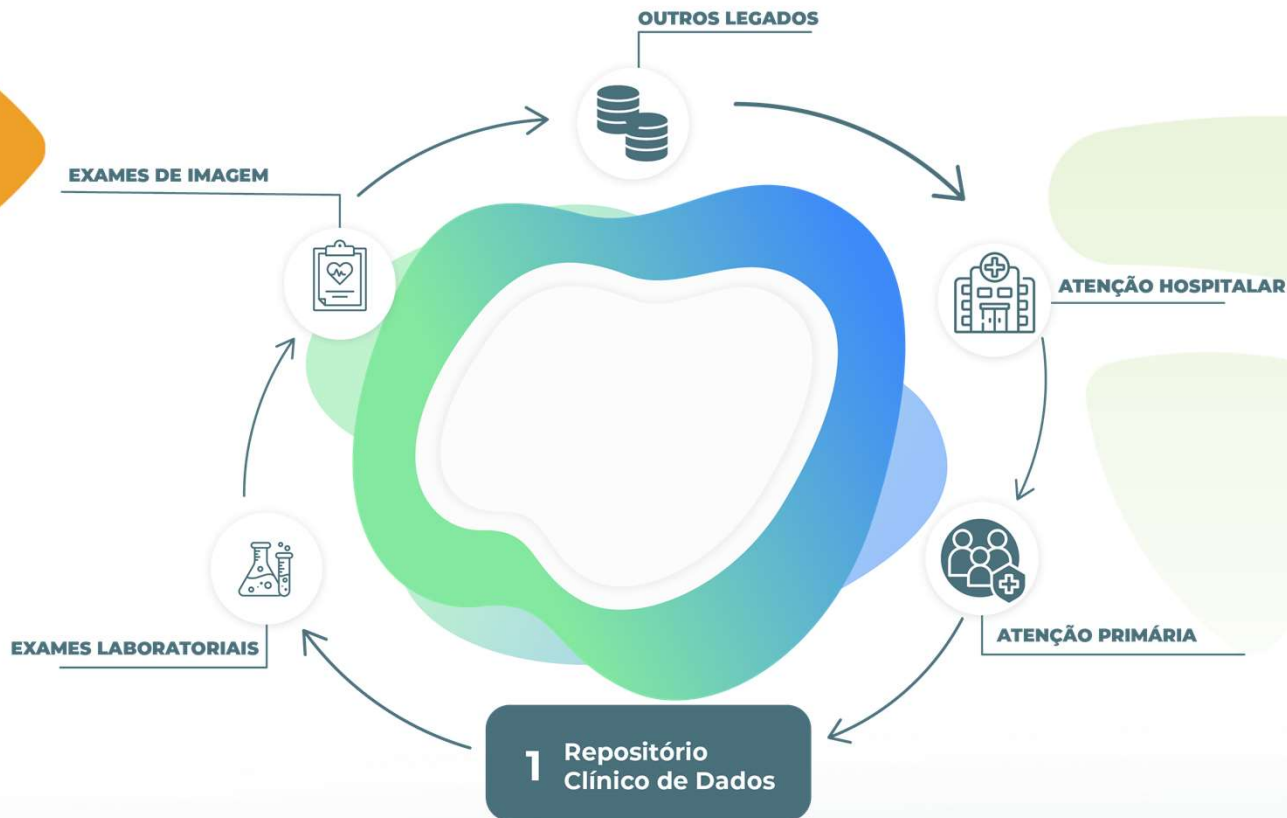 OUTROS LEGADOS
EXAMES DE IMAGEM
ATENÇÃO HOSPITALAR
EXAMES LABORATORIAIS
ATENÇÃO PRIMÁRIA
1 Repositório
Clínico de Dados